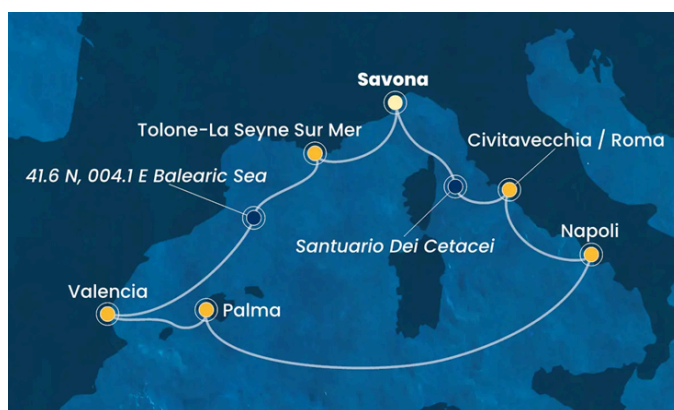 Savona
Tolone-La Seyne Sur Mer
Civitavecchia / Roma
41.6 N, 004.1 E Balearic Sea
Santuario Dei Cetacei
Napoli
Valencia
Palma